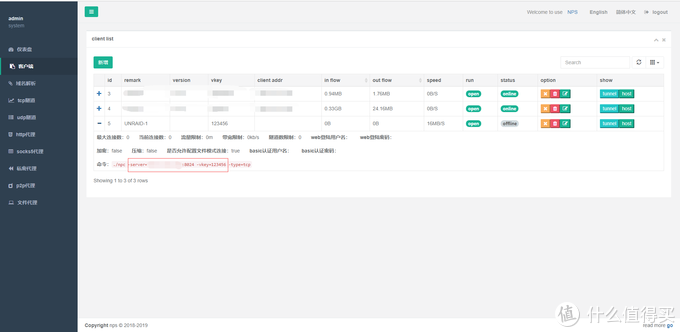 admin
system
Welcome to use NPS English 简体中文 logout
仪表盘
客户端
域名解析
tcp隧道
udp隧道
http代理
socks5代理
私密代理
p2p代理
文件代理
client list
新增
Search
id remark version vkey client addr in flow out flow speed run status option show
3 0.94MB 1.76MB 0B/S open online tunnel host
4 0.33GB 24.16MB 0B/S open online tunnel host
5 UNRAID-1 123456 0B 0B 16MB/S open offline tunnel host
最大连接数：0 当前连接数：0 流量限制：0m 带宽限制：0kb/s 隧道数限制：0 web登陆用户名： web登陆密码：
加密：false 压缩：false 是否允许配置文件模式连接：true basic认证用户名： basic认证密码：
命令：./npc -server= :8024 -vkey=123456 -type=tcp
Showing 1 to 3 of 3 rows
Copyright nps © 2018-2019
read more go
值 什么值得买